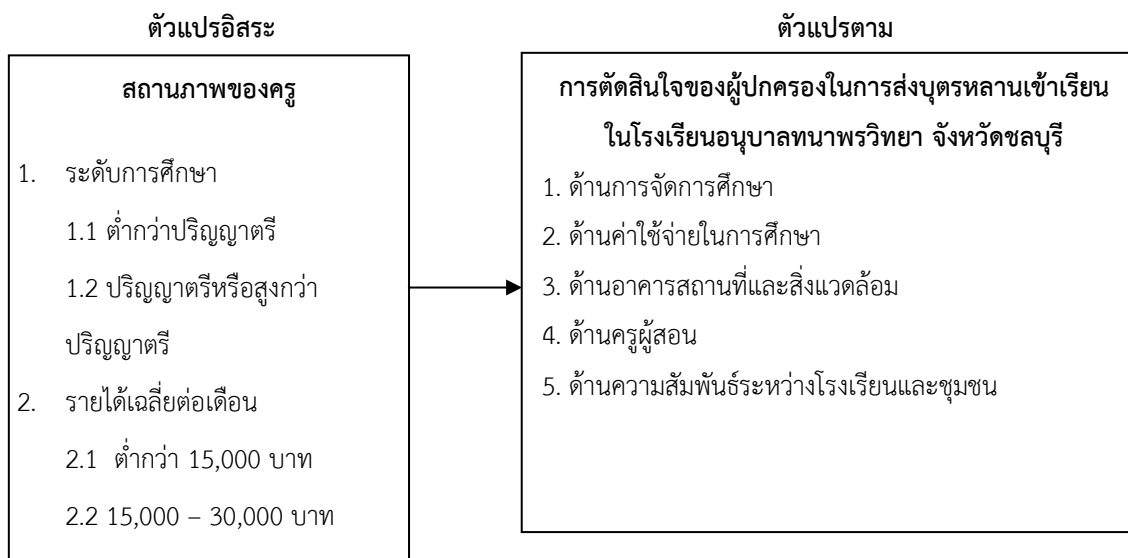 ตัวแปรอิสระ
สถานภาพของครู
1. ระดับการศึกษา
1.1 ต่ำกว่าปริญญาตรี
1.2 ปริญญาตรีหรือสูงกว่า
ปริญญาตรี
2. รายได้เฉลี่ยต่อเดือน
2.1 ต่ำกว่า 15,000 บาท
2.2 15,000 – 30,000 บาท
ตัวแปรตาม
การตัดสินใจของผู้ปกครองในการส่งบุตรหลานเข้าเรียน
ในโรงเรียนอนุบาลทนาพรวิทยา จังหวัดชลบุรี
1. ด้านการจัดการศึกษา
2. ด้านค่าใช้จ่ายในการศึกษา
3. ด้านอาคารสถานที่และสิ่งแวดล้อม
4. ด้านครูผู้สอน
5. ด้านความสัมพันธ์ระหว่างโรงเรียนและชุมชน